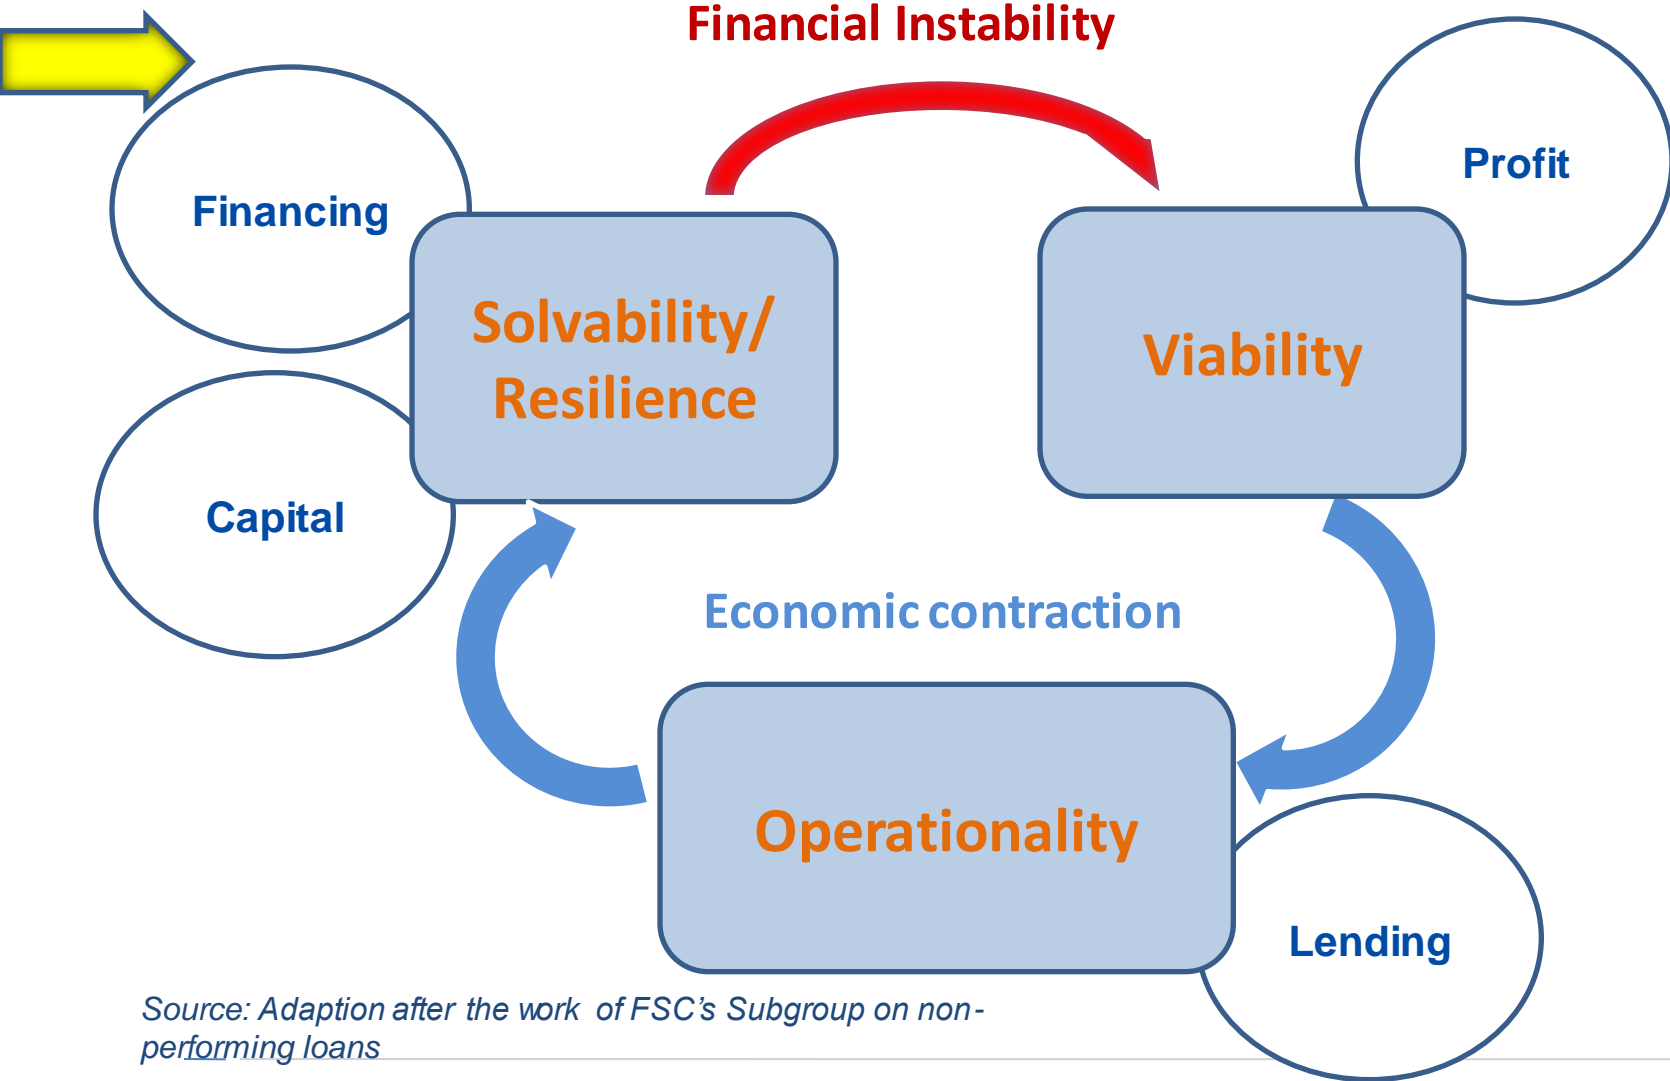 Financial Instability
Profit
Financing
Solvability/
Resilience
Viability
Capital
Economic contraction
Operationality
Lending
Source: Adaption after the work of FSC’s Subgroup on non-
performing loans